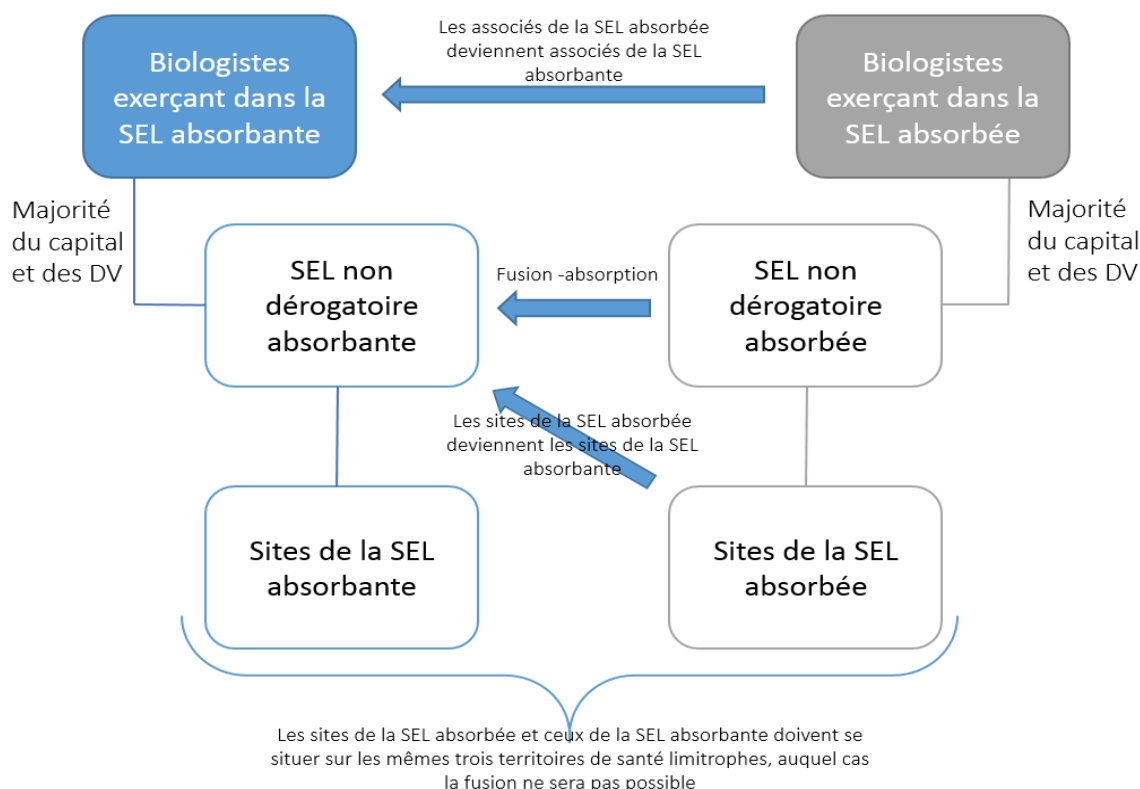 Les associés de la SEL absorbée
deviennent associés de la SEL
absorbante
Biologistes
exerçant dans la
SEL absorbante
Biologistes
exerçant dans la
SEL absorbée
Majorité
du capital
et des DV
Majorité
du capital
et des DV
SEL non
dérogatoire
absorbante
Fusion -absorption
SEL non
dérogatoire
absorbée
Les sites de la SEL absorbée
deviennent les sites de la SEL
absorbante
Sites de la SEL
absorbante
Sites de la SEL
absorbée
Les sites de la SEL absorbée et ceux de la SEL absorbante doivent se
situer sur les mêmes trois territoires de santé limitrophes, auquel cas
la fusion ne sera pas possible